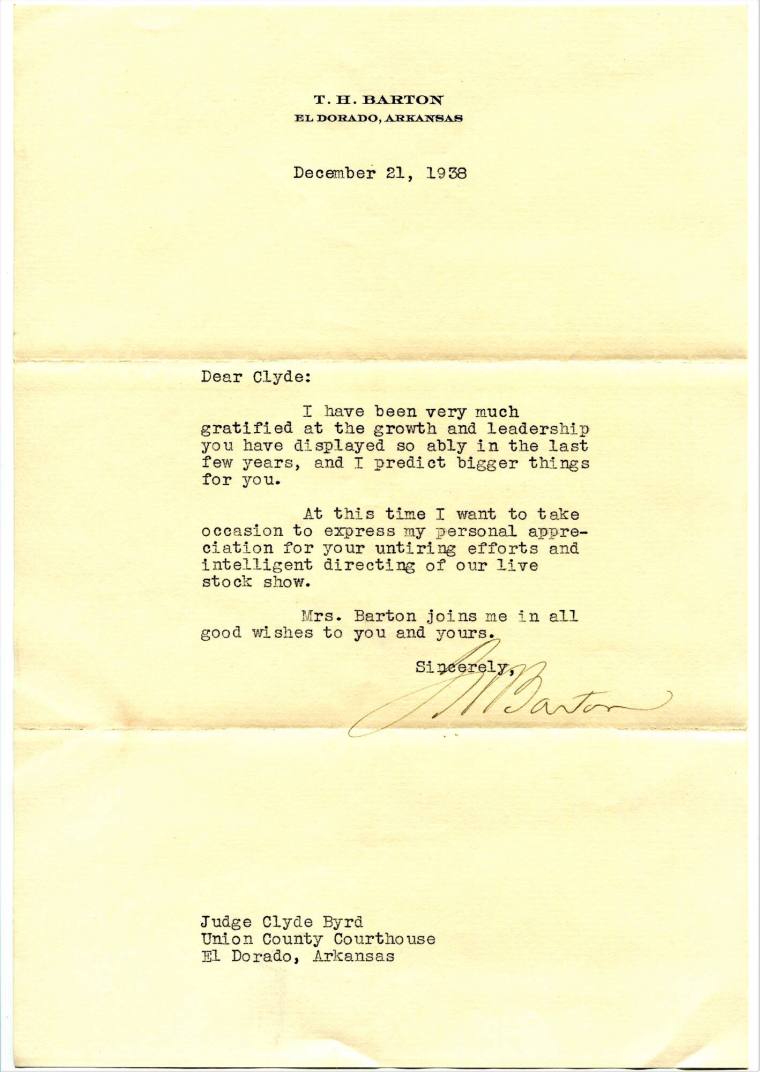 T. H. BARTON
EL DORADO, ARKANSAS
December 21, 1938
Dear Clyde:
I have been very much
gratified at the growth and leadership
you have displayed so ably in the last
few years, and I predict bigger things
for you.
At this time I want to take
occasion to express my personal appre-
ciation for your untiring efforts and
intelligent directing of our live
stock show.
Mrs. Barton joins me in all
good wishes to you and yours.
Sincerely,
T H Barton
Judge Clyde Byrd
Union County Courthouse
El Dorado, Arkansas